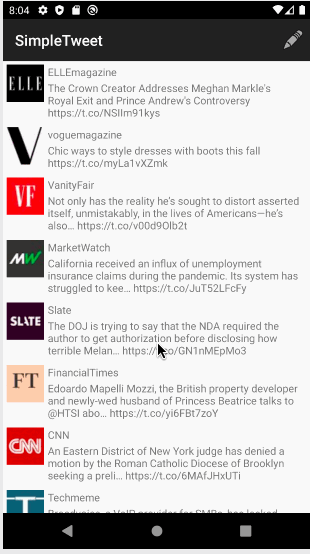 8:04
SimpleTweet
ELLE
ELLEmagazine
The Crown Creator Addresses Meghan Markle's
Royal Exit and Prince Andrew's Controversy
https://t.co/NSIlm91kys
V
voguemagazine
Chic ways to style dresses with boots this fall
https://t.co/myLa1vXZmk
VF
VanityFair
Not only has the reality he's sought to distort asserted
itself, unmistakably, in the lives of Americans—he's
also... https://t.co/v00d9Olb2t
MW
MarketWatch
California received an influx of unemployment
insurance claims during the pandemic. Its system has
struggled to kee... https://t.co/JuT52LFcFy
SLATE
Slate
The DOJ is trying to say that the NDA required the
author to get authorization before disclosing how
terrible Melan... https://t.co/GN1nMEpMo3
FT
FinancialTimes
Edoardo Mapelli Mozzi, the British property developer
and newly-wed husband of Princess Beatrice talks to
@HTSI abo... https://t.co/yi6FBt7zoY
CNN
CNN
An Eastern District of New York judge has denied a
motion by the Roman Catholic Diocese of Brooklyn
seeking a preli... https://t.co/6MAfJHxUTi
Techmeme